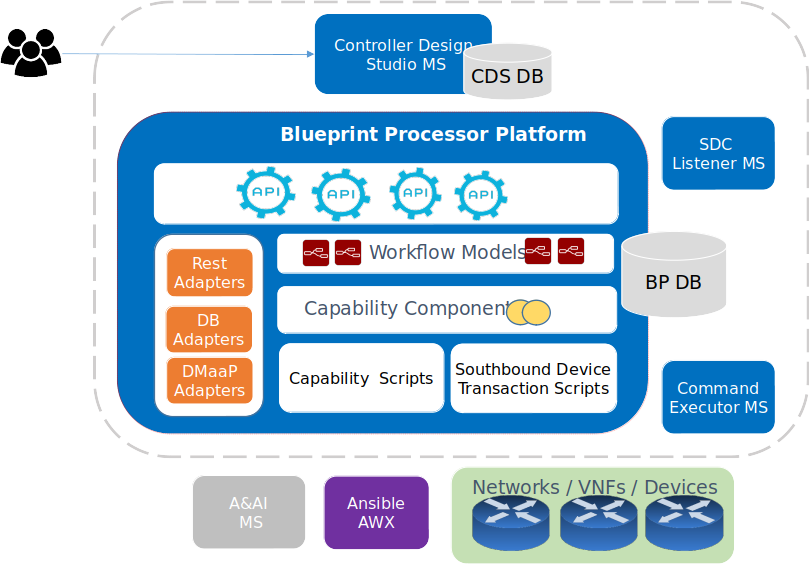 Controller Design
Studio MS
CDS DB
Blueprint Processor Platform
API
API
API
API
SDC
Listener MS
Workflow Models
Rest
Adapters
DB
Adapters
DMaaP
Adapters
Capability Component
BP DB
Capability Scripts
Southbound Device
Transaction Scripts
Command
Executor MS
A&AI
MS
Ansible
AWX
Networks / VNFs / Devices